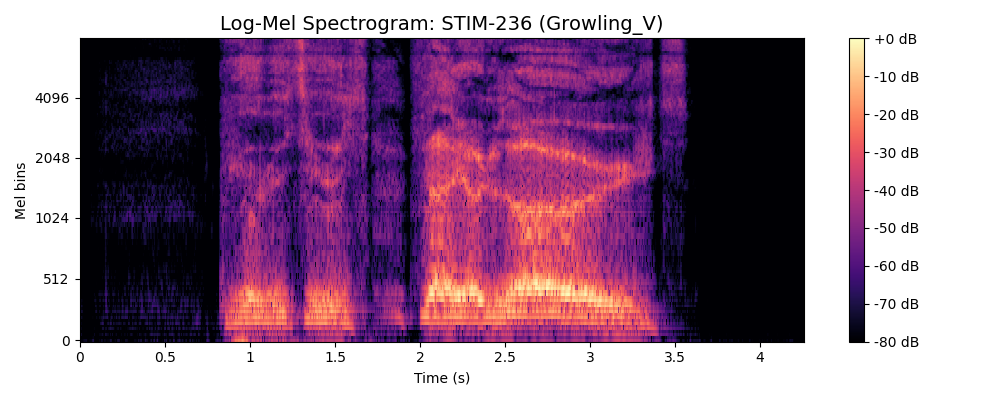 Log-Mel Spectrogram: STIM-236 (Growling_V)
Mel bins
4096
2048
1024
512
0
0 0.5 1 1.5 2 2.5 3 3.5 4
Time (s)
+0 dB
-10 dB
-20 dB
-30 dB
-40 dB
-50 dB
-60 dB
-70 dB
-80 dB